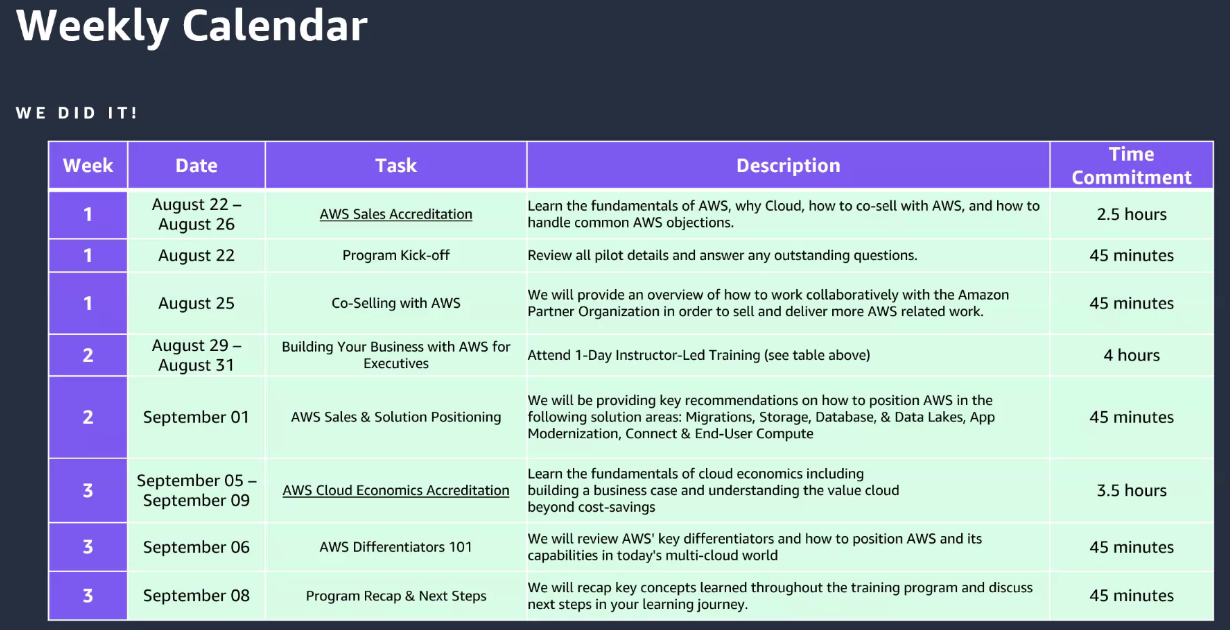 Weekly Calendar
WE DID IT!
Week
Date
Task
Description
Time
Commitment
1
August 22 –
August 26
AWS Sales Accreditation
Learn the fundamentals of AWS, why Cloud, how to co-sell with AWS, and how to
handle common AWS objections.
2.5 hours
1
August 22
Program Kick-off
Review all pilot details and answer any outstanding questions.
45 minutes
1
August 25
Co-Selling with AWS
We will provide an overview of how to work collaboratively with the Amazon
Partner Organization in order to sell and deliver more AWS related work.
45 minutes
2
August 29 –
August 31
Building Your Business with AWS for
Executives
Attend 1-Day Instructor-Led Training (see table above)
4 hours
2
September 01
AWS Sales & Solution Positioning
We will be providing key recommendations on how to position AWS in the
following solution areas: Migrations, Storage, Database, & Data Lakes, App
Modernization, Connect & End-User Compute
45 minutes
3
September 05 –
September 09
AWS Cloud Economics Accreditation
Learn the fundamentals of cloud economics including
building a business case and understanding the value cloud
beyond cost-savings
3.5 hours
3
September 06
AWS Differentiators 101
We will review AWS' key differentiators and how to position AWS and its
capabilities in today's multi-cloud world
45 minutes
3
September 08
Program Recap & Next Steps
We will recap key concepts learned throughout the training program and discuss
next steps in your learning journey.
45 minutes